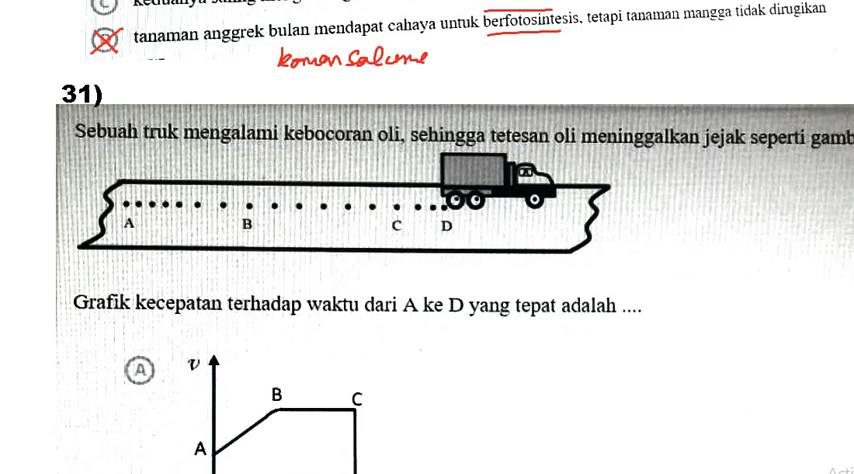 tanaman anggrek bulan mendapat cahaya untuk berfotosintesis, tetapi tanaman mangga tidak dirugikan
31)
Sebuah truk mengalami kebocoran oli, sehingga tetesan oli meninggalkan jejak seperti gamb
A B C D
Grafik kecepatan terhadap waktu dari A ke D yang tepat adalah ....
A
v
B C
A